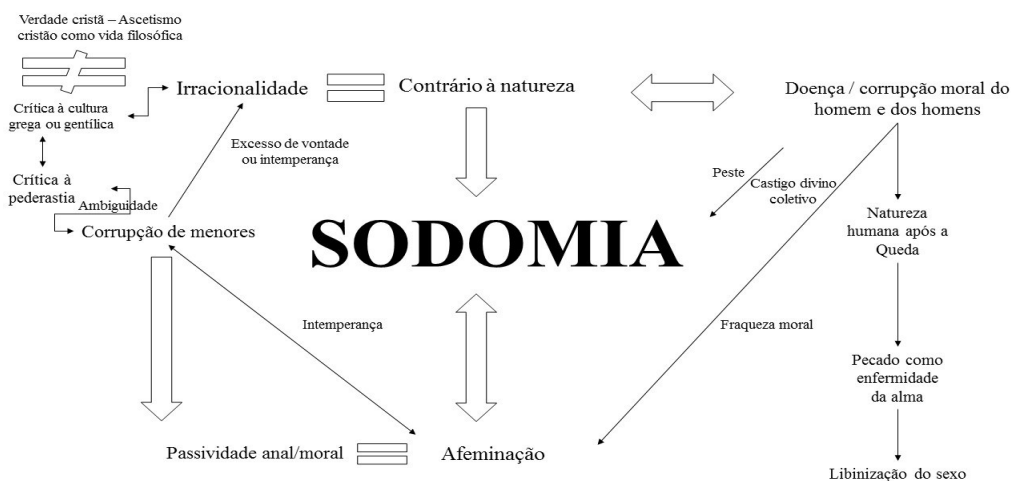 Verdade cristã – Ascetismo
cristão como vida filosófica
Irracionalidade
Contrário à natureza
Doença / corrupção moral do
homem e dos homens
Crítica à cultura
grega ou gentílica
Excesso de vontade
ou intemperança
Crítica à
pederastia
Ambiguidade
Corrupção de menores
Peste
Castigo divino
coletivo
SODOMIA
Natureza
humana após a
Queda
Intemperança
Fraqueza moral
Pecado como
enfermidade
da alma
Passividade anal/moral
Afeminação
Libinização do sexo